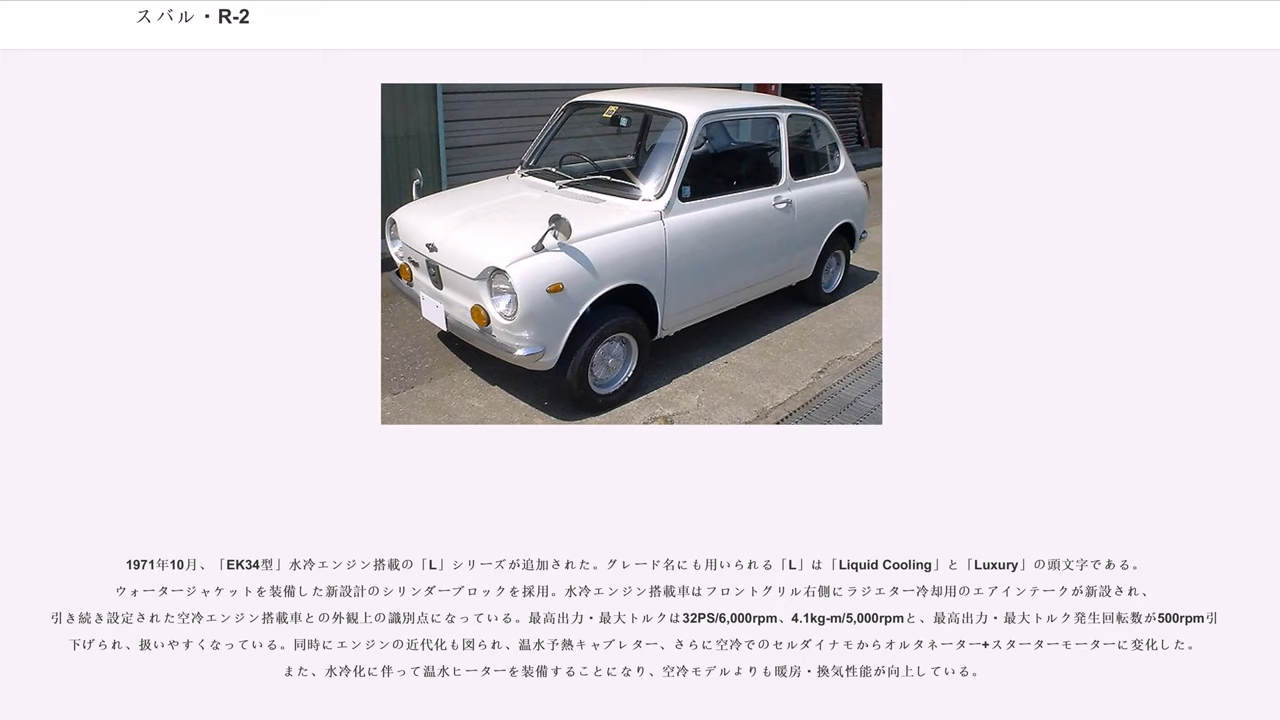 スバル・R-2
1971年10月、「EK34型」水冷エンジン搭載の「L」シリーズが追加された。グレード名にも用いられる「L」は「Liquid Cooling」と「Luxury」の頭文字である。
ウォータージャケットを装備した新設計のシリンダーブロックを採用。水冷エンジン搭載車はフロントグリル右側にラジエター冷却用のエアインテークが新設され、
引き続き設定された空冷エンジン搭載車との外観上の識別点になっている。最高出力・最大トルクは32PS/6,000rpm、4.1kg-m/5,000rpmと、最高出力・最大トルク発生回転数が500rpm引
下げられ、扱いやすくなっている。同時にエンジンの近代化も図られ、温水予熱キャブレター、さらに空冷でのセルダイナモからオルタネーター+スターターモーターに変化した。
また、水冷化に伴って温水ヒーターを装備することになり、空冷モデルよりも暖房・換気性能が向上している。